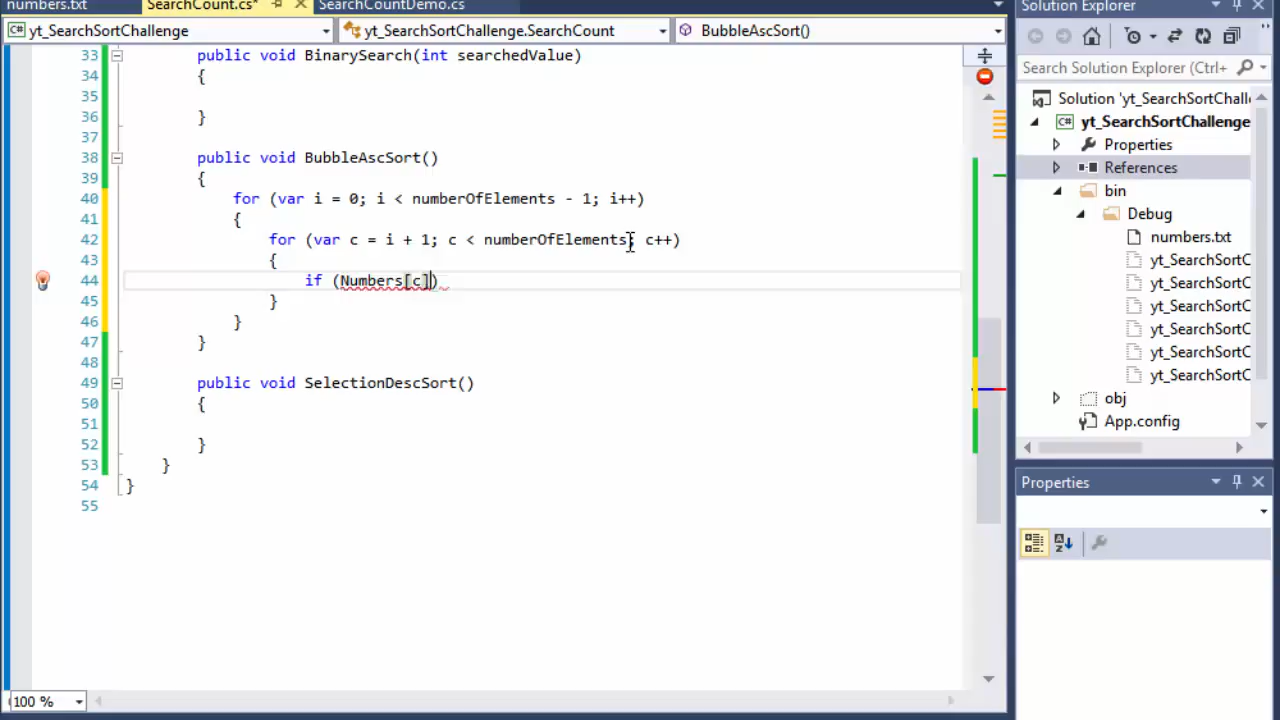 numbers.txt
SearchCount.cs*
SearchCountDemo.cs
yt_SearchSortChallenge
yt_SearchSortChallenge.SearchCount
BubbleAscSort()
33 public void BinarySearch(int searchedValue)
34 {
35
36 }
37
38 public void BubbleAscSort()
39 {
40 for (var i = 0; i < numberOfElements - 1; i++)
41 {
42 for (var c = i + 1; c < numberOfElements; c++)
43 {
44 if (Numbers[c])
45 }
46 }
47 }
48
49 public void SelectionDescSort()
50 {
51
52 }
53 }
54 }
55
100 %
Solution Explorer
Search Solution Explorer (Ctrl+
Solution 'yt_SearchSortChall
C# yt_SearchSortChallenge
Properties
References
bin
Debug
numbers.txt
yt_SearchSortC
yt_SearchSortC
yt_SearchSortC
yt_SearchSortC
yt_SearchSortC
yt_SearchSortC
obj
App.config
Properties